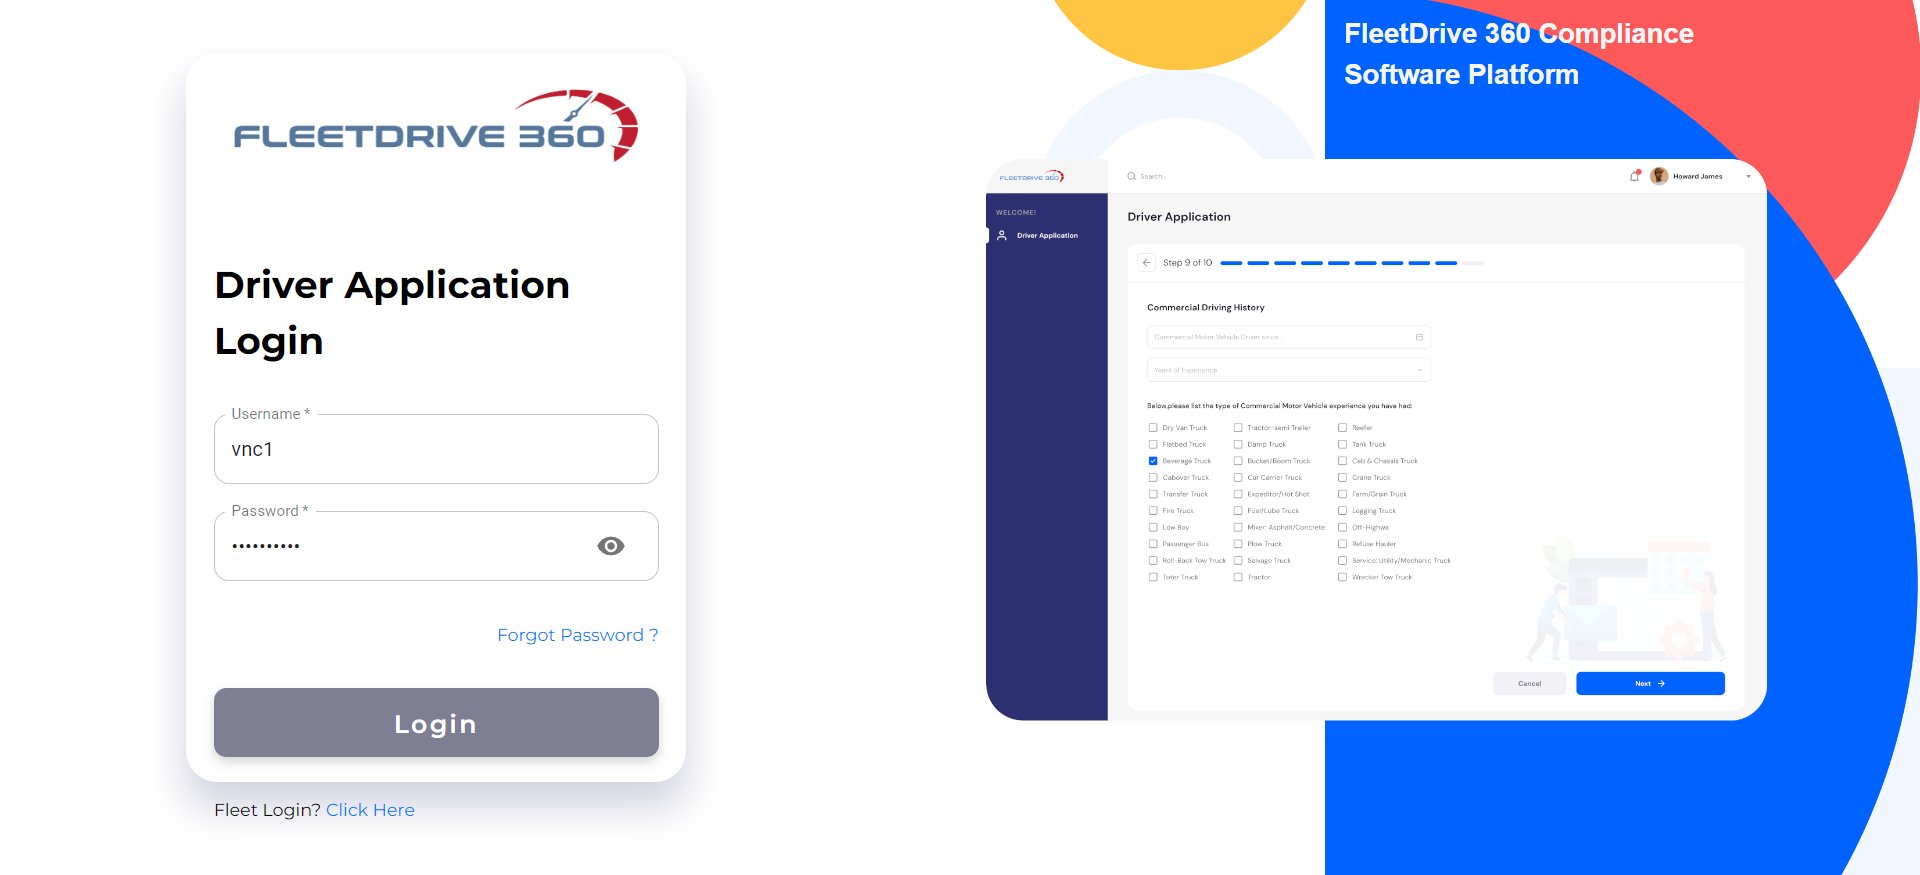 FLEETDRIVE 360
Driver Application
Login
Username *
vnc1
Password *
••••••••••
Forgot Password ?
Login
Fleet Login? Click Here
FleetDrive 360 Compliance
Software Platform
FLEETDRIVE 360
Search...
Howard James
WELCOME!
Driver Application
Driver Application
Step 9 of 10
Commercial Driving History
Commercial Motor Vehicle Driver since :
Years of Experience
Below,please list the type of Commercial Motor Vehicle experience you have had:
Dry Van Truck Tractor-semi Trailer Reefer
Flatbed Truck Damp Truck Tank Truck
Beverage Truck Bucket/Boom Truck Cab & Chassis Truck
Cabover Truck Car Carrier Truck Crane Truck
Transfer Truck Expeditor/Hot Shot Farm/Grain Truck
Fire Truck Fuel/Lube Truck Logging Truck
Low Boy Mixer: Asphalt/Concrete Off-Highwa
Passenger Bus Plow Truck Refuse Hauler
Roll-Back Tow Truck Salvage Truck Service: Utility/Mechanic Truck
Toter Truck Tractor Wrecker Tow Truck
Cancel
Next →